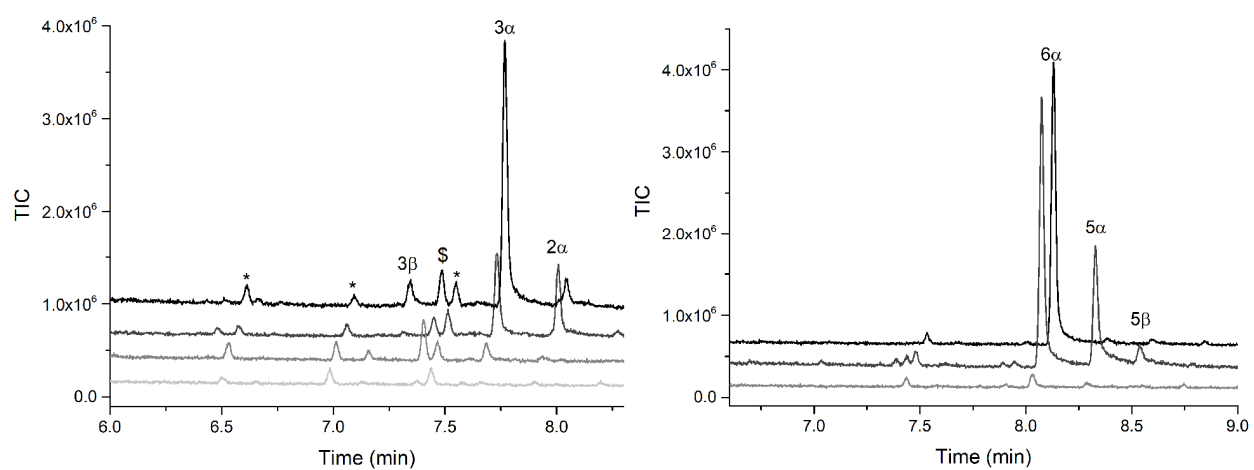 4.0x10⁶
3.0x10⁶
2.0x10⁶
1.0x10⁶
0.0
TIC
3α
3β
$
2α
*
*
*
6.0 6.5 7.0 7.5 8.0
Time (min)
4.0x10⁶
3.0x10⁶
2.0x10⁶
1.0x10⁶
0.0
TIC
6α
5α
5β
7.0 7.5 8.0 8.5 9.0
Time (min)